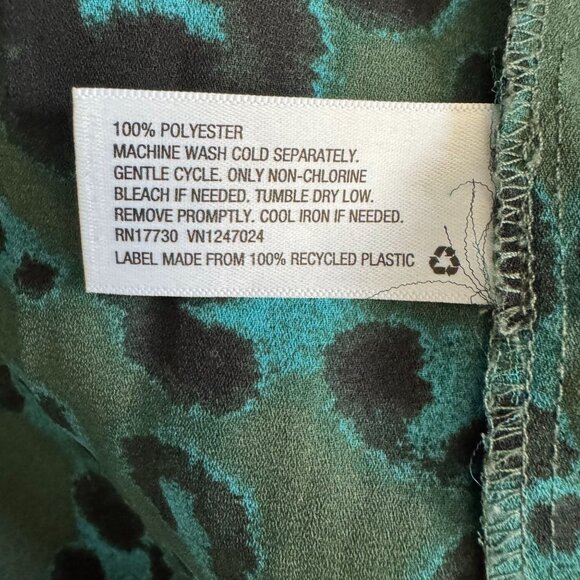 100% POLYESTER
MACHINE WASH COLD SEPARATELY.
GENTLE CYCLE. ONLY NON-CHLORINE
BLEACH IF NEEDED. TUMBLE DRY LOW.
REMOVE PROMPTLY. COOL IRON IF NEEDED.
RN17730 VN1247024
LABEL MADE FROM 100% RECYCLED PLASTIC